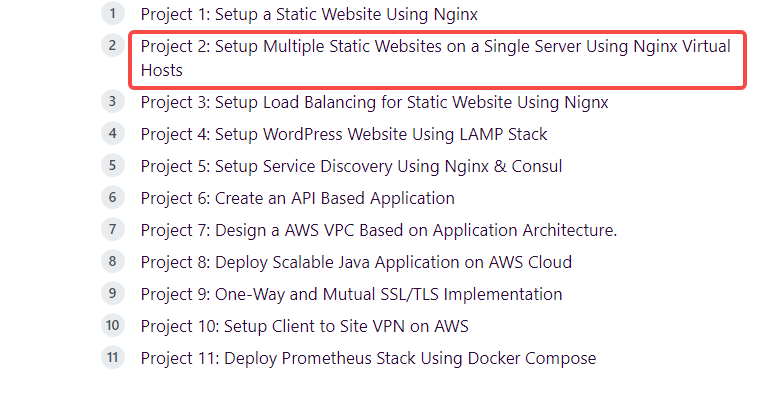 1 Project 1: Setup a Static Website Using Nginx
2 Project 2: Setup Multiple Static Websites on a Single Server Using Nginx Virtual
Hosts
3 Project 3: Setup Load Balancing for Static Website Using Nignx
4 Project 4: Setup WordPress Website Using LAMP Stack
5 Project 5: Setup Service Discovery Using Nginx & Consul
6 Project 6: Create an API Based Application
7 Project 7: Design a AWS VPC Based on Application Architecture.
8 Project 8: Deploy Scalable Java Application on AWS Cloud
9 Project 9: One-Way and Mutual SSL/TLS Implementation
10 Project 10: Setup Client to Site VPN on AWS
11 Project 11: Deploy Prometheus Stack Using Docker Compose